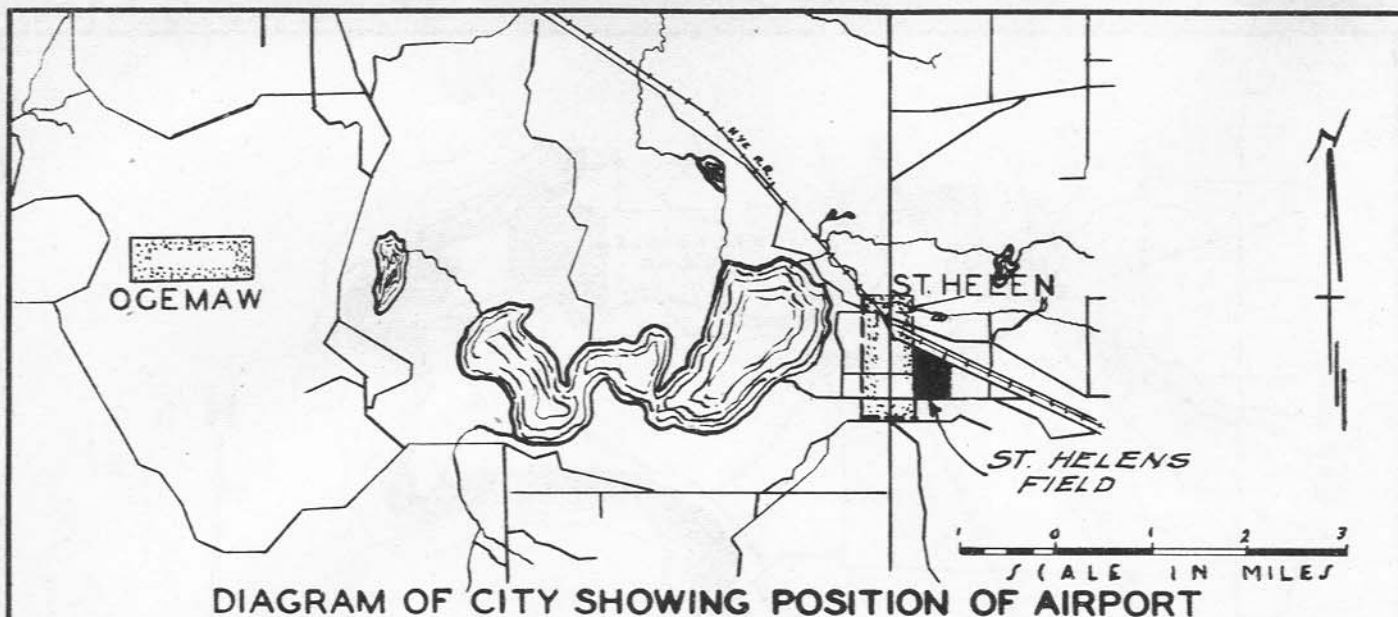 N
N.Y.C. R.R.
ST. HELEN
OGEMAW
ST. HELENS
FIELD
1 0 1 2 3
SCALE IN MILES
DIAGRAM OF CITY SHOWING POSITION OF AIRPORT